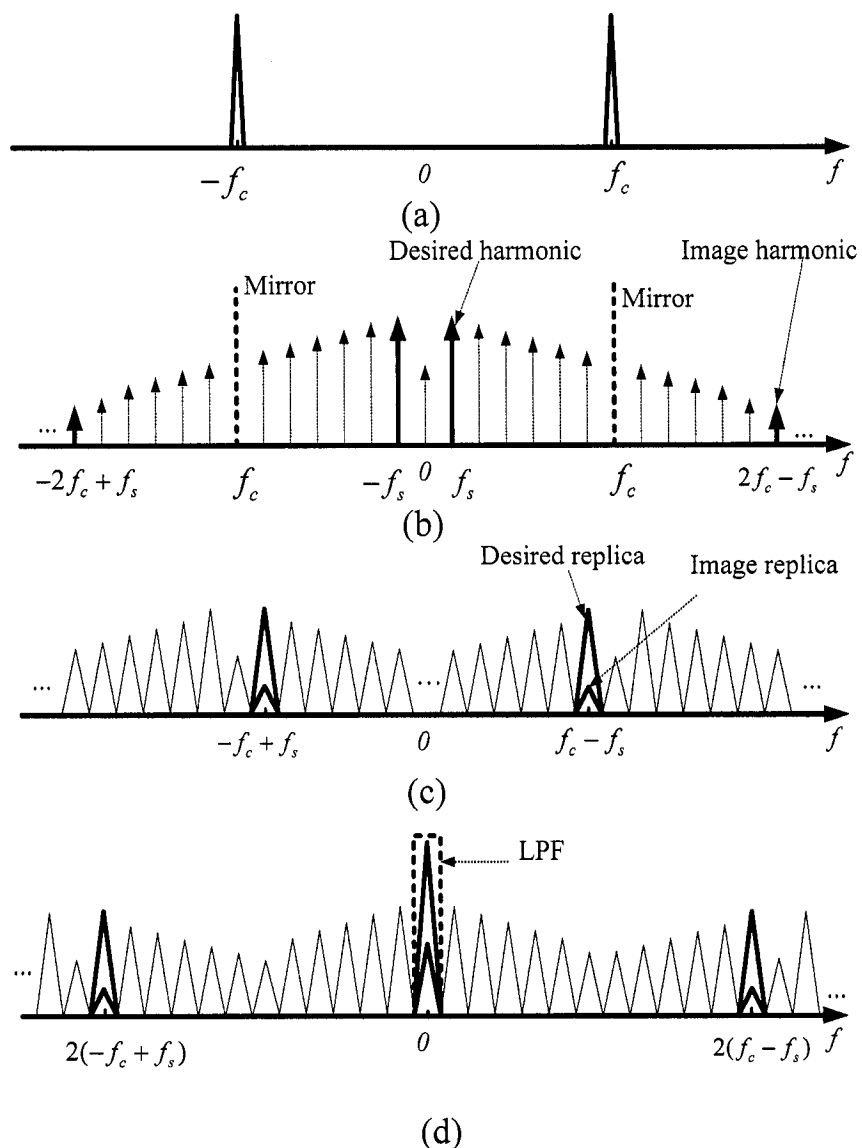 -f_c 0 f_c f
(a)
Desired harmonic Image harmonic
Mirror Mirror
... ...
-2f_c + f_s f_c -f_s 0 f_s f_c 2f_c - f_s f
(b)
Desired replica Image replica
... ... ...
-f_c + f_s 0 f_c - f_s f
(c)
LPF
... ...
2(-f_c + f_s) 0 2(f_c - f_s) f
(d)